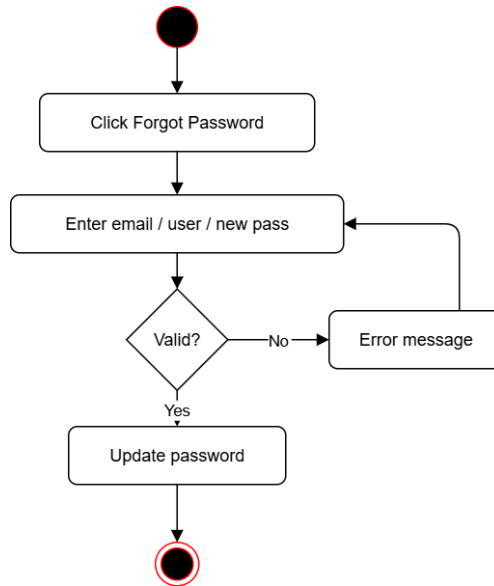 Click Forgot Password
Enter email / user / new pass
Valid?
No
Error message
Yes
Update password